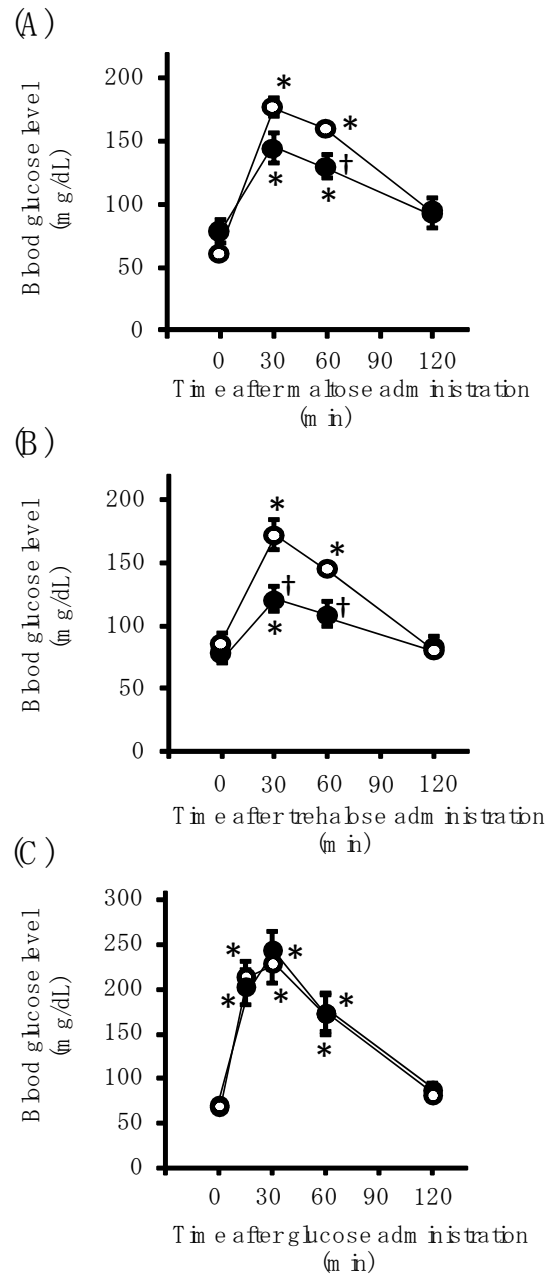 (A)
200
150
100
50
0
Blood glucose level
(mg/dL)
*
*
*
*
†
0 30 60 90 120
Time after maltose administration
(min)
(B)
200
150
100
50
0
Blood glucose level
(mg/dL)
*
*
†
†
*
0 30 60 90 120
Time after trehalose administration
(min)
(C)
300
250
200
150
100
50
0
Blood glucose level
(mg/dL)
*
*
*
*
*
*
0 30 60 90 120
Time after glucose administration
(min)